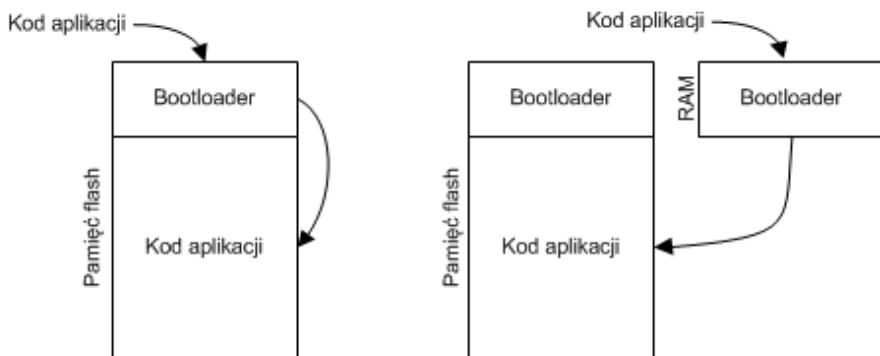 Kod aplikacji
Bootloader
Kod aplikacji
Pamięć flash
Kod aplikacji
Bootloader
RAM
Bootloader
Kod aplikacji
Pamięć flash